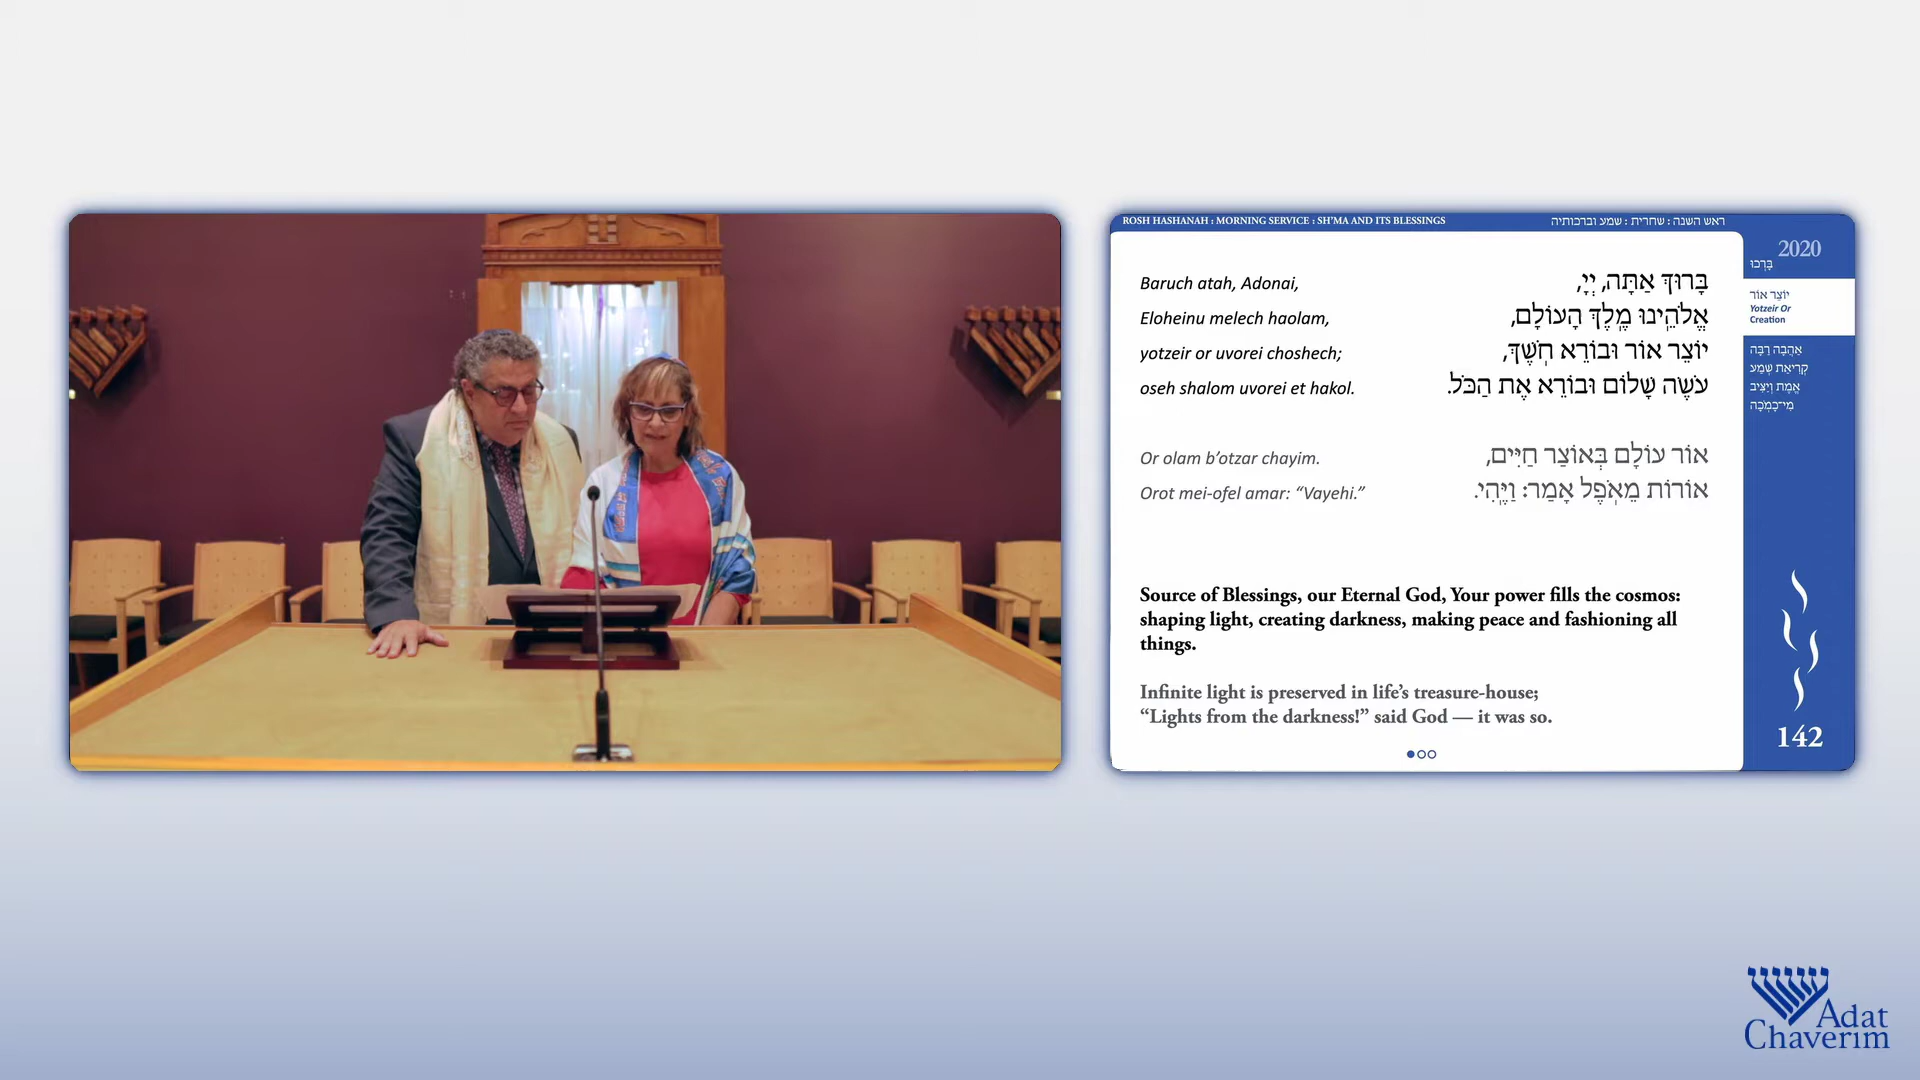 ROSH HASHANAH : MORNING SERVICE : SH'MA AND ITS BLESSINGS
ראש השנה : שחרית : שמע וברכותיה
Baruch atah, Adonai,
Eloheinu melech haolam,
yotzeir or uvorei choshech;
oseh shalom uvorei et hakol.
בָּרוּךְ אַתָּה, יְיָ,
אֱלֹהֵֽינוּ מֶֽלֶךְ הָעוֹלָם,
יוֹצֵר אוֹר וּבוֹרֵא חֹֽשֶׁךְ,
עֹשֶׂה שָׁלוֹם וּבוֹרֵא אֶת הַכֹּל.
Or olam b’otzar chayim.
Orot mei-ofel amar: “Vayehi.”
אוֹר עוֹלָם בְּאוֹצַר חַיִּים,
אוֹרוֹת מֵאֹֽפֶל אָמַר: וַיֶּֽהִי.
Source of Blessings, our Eternal God, Your power fills the cosmos:
shaping light, creating darkness, making peace and fashioning all
things.
Infinite light is preserved in life’s treasure-house;
“Lights from the darkness!” said God — it was so.
2020
בָּרְכוּ
יוֹצֵר אוֹר
Yotzeir Or
Creation
אַהֲבָה רַבָּה
קְרִיאַת שְׁמַע
אֱמֶת וְיַצִּיב
מִי־כָמֹֽכָה
142
Adat
Chaverim